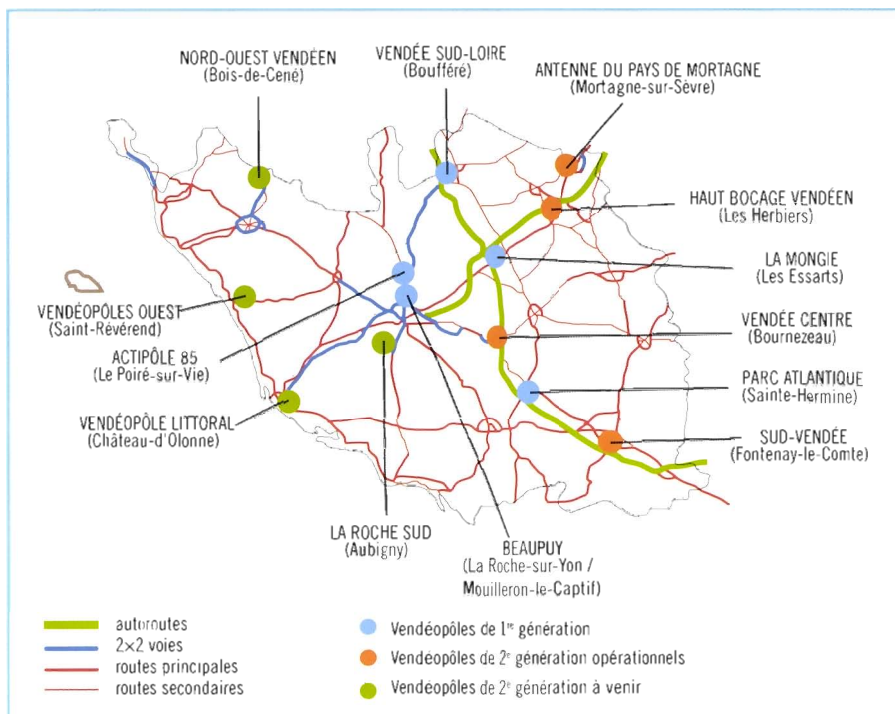 NORD-OUEST VENDÉEN
(Bois-de-Cené)
VENDÉE SUD-LOIRE
(Boufféré)
ANTENNE DU PAYS DE MORTAGNE
(Mortagne-sur-Sèvre)
HAUT BOCAGE VENDÉEN
(Les Herbiers)
LA MONGIE
(Les Essarts)
VENDÉE CENTRE
(Bournezeau)
PARC ATLANTIQUE
(Sainte-Hermine)
SUD-VENDÉE
(Fontenay-le-Comte)
VENDÉOPÔLES OUEST
(Saint-Révérend)
ACTIPÔLE 85
(Le Poiré-sur-Vie)
VENDÉOPÔLE LITTORAL
(Château-d'Olonne)
LA ROCHE SUD
(Aubigny)
BEAUPUY
(La Roche-sur-Yon /
Mouilleron-le-Captif)
autoroutes
2×2 voies
routes principales
routes secondaires
Vendéopôles de 1re génération
Vendéopôles de 2e génération opérationnels
Vendéopôles de 2e génération à venir